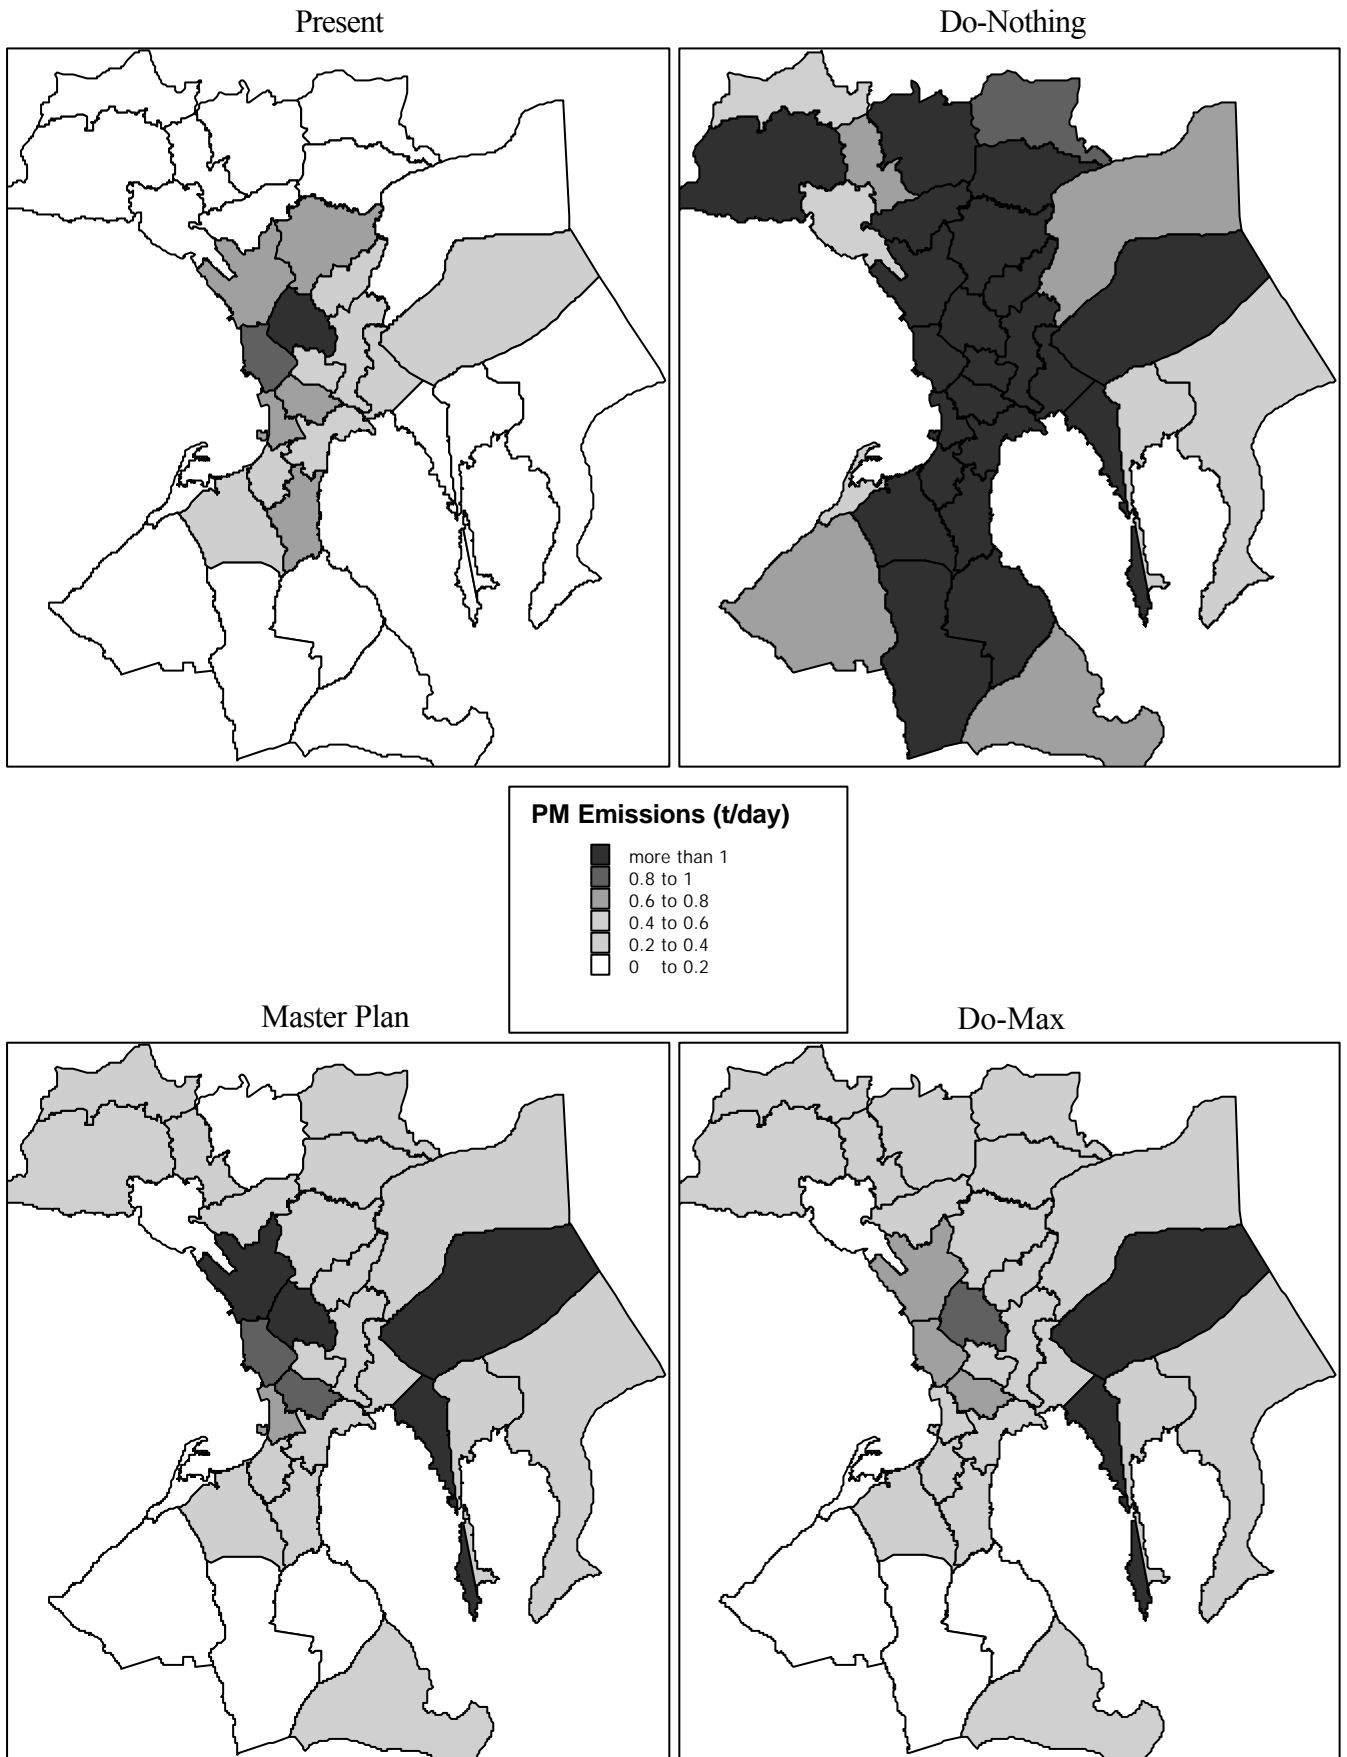 Present
Do-Nothing
PM Emissions (t/day)
more than 1
0.8 to 1
0.6 to 0.8
0.4 to 0.6
0.2 to 0.4
0 to 0.2
Master Plan
Do-Max